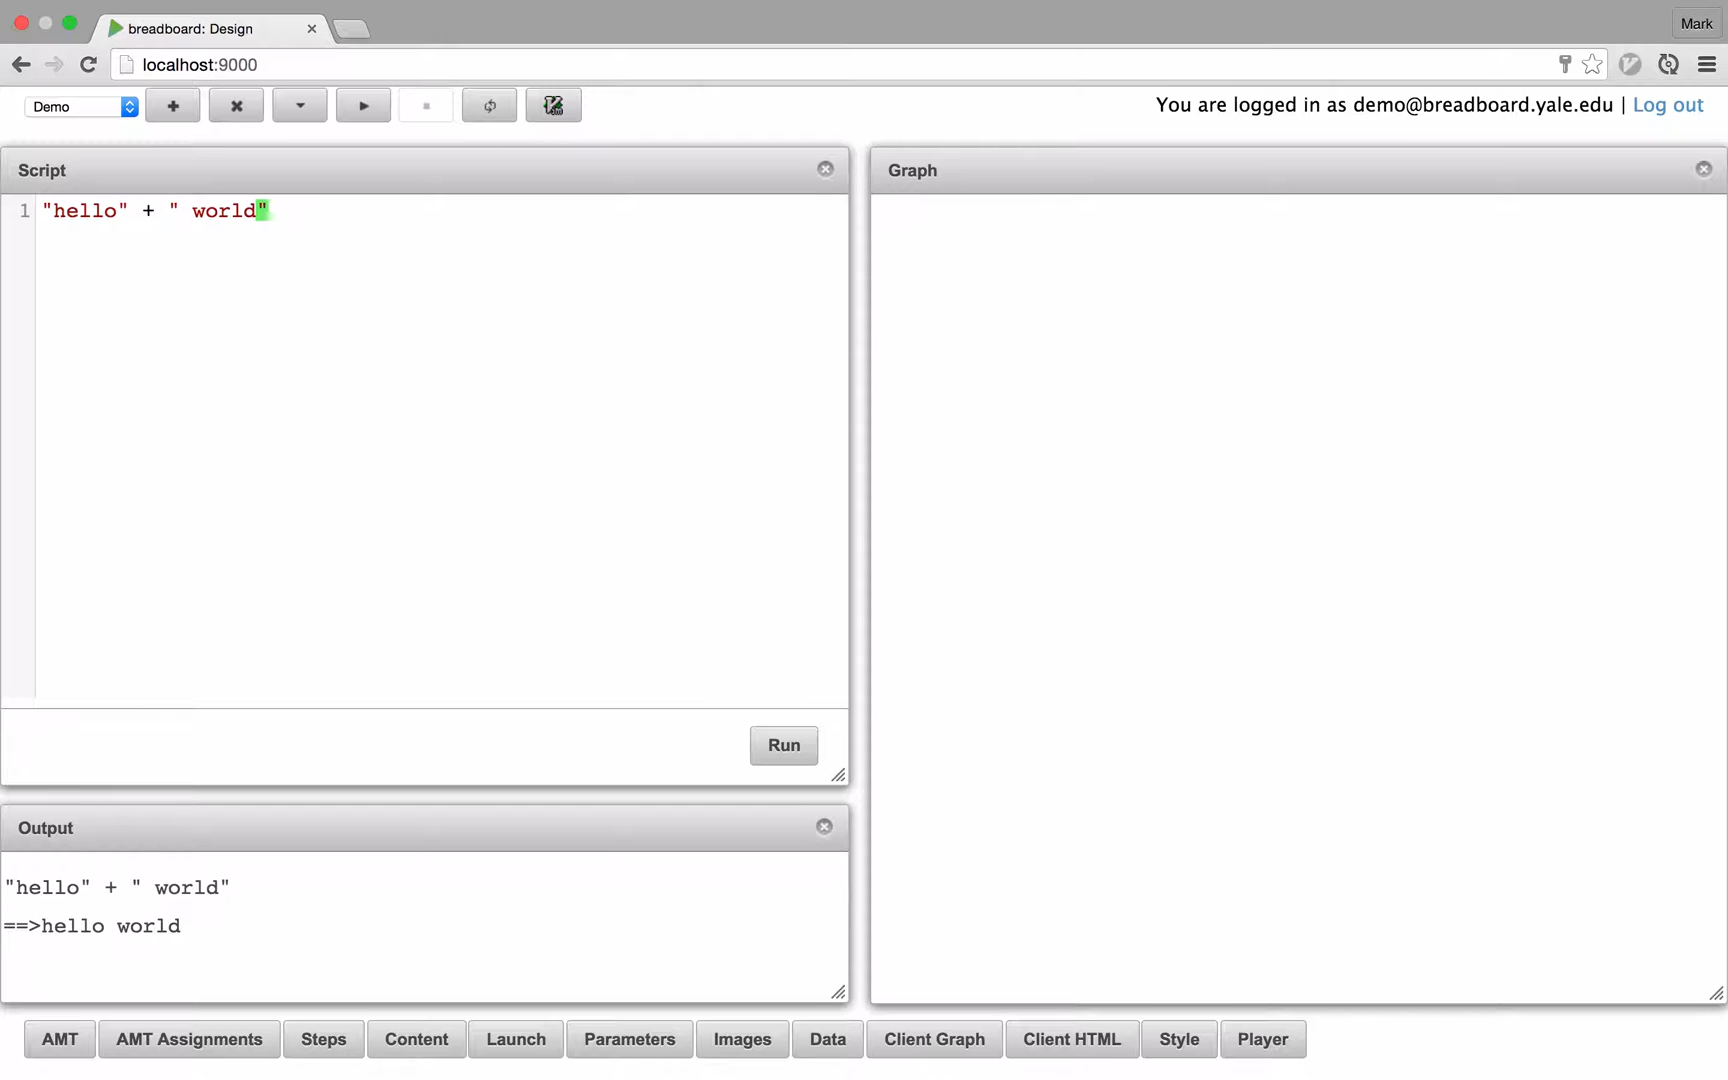 breadboard: Design
Mark
localhost:9000
Demo
You are logged in as demo@breadboard.yale.edu | Log out
Script
Graph
1 "hello" + " world"
Run
Output
"hello" + " world"
==>hello world
AMT AMT Assignments Steps Content Launch Parameters Images Data Client Graph Client HTML Style Player